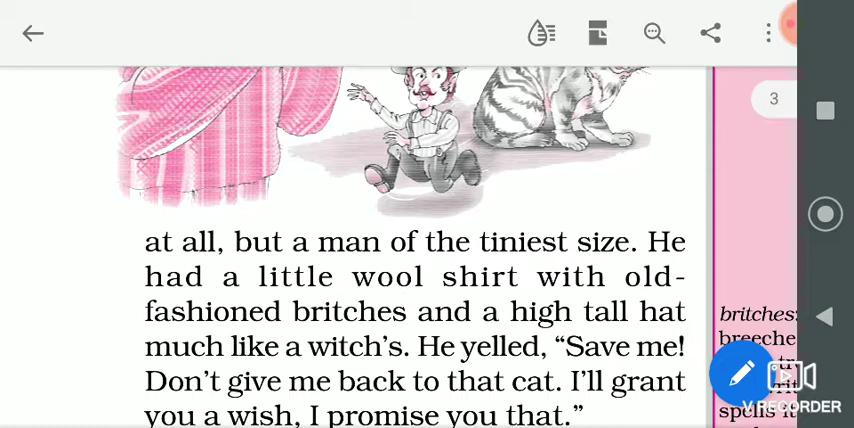 3
at all, but a man of the tiniest size. He
had a little wool shirt with old-
fashioned britches and a high tall hat
much like a witch's. He yelled, "Save me!
Don't give me back to that cat. I'll grant
you a wish, I promise you that."
britches:
breeche
spells it
V RECORDER